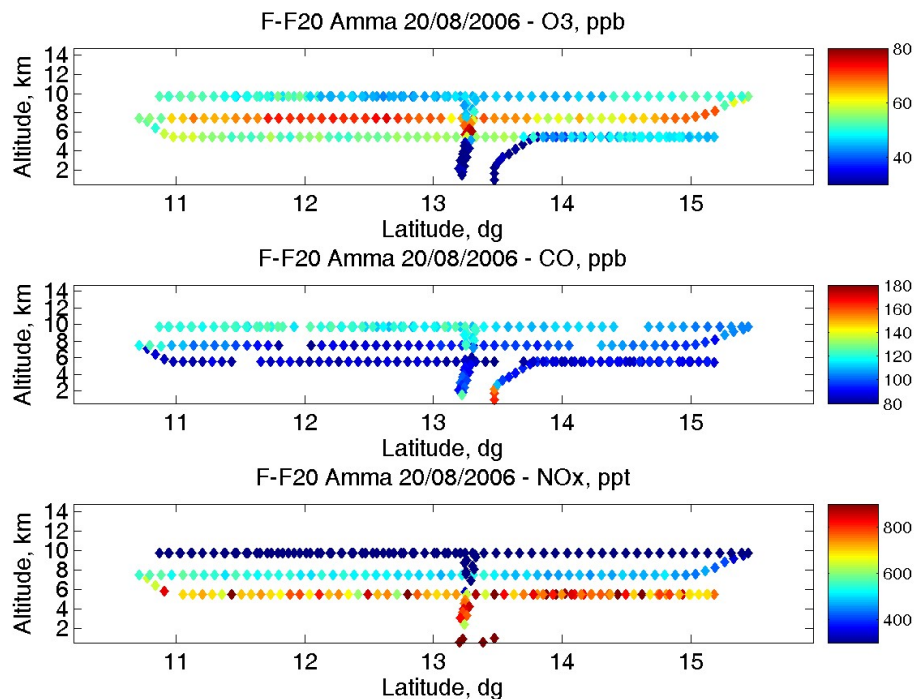 F-F20 Amma 20/08/2006 - O3, ppb
14
12
10
8
6
4
2
Altitude, km
80
60
40
11 12 13 14 15
Latitude, dg
F-F20 Amma 20/08/2006 - CO, ppb
14
12
10
8
6
4
2
Altitude, km
180
160
140
120
100
80
11 12 13 14 15
Latitude, dg
F-F20 Amma 20/08/2006 - NOx, ppt
14
12
10
8
6
4
2
Altitude, km
800
600
400
11 12 13 14 15
Latitude, dg